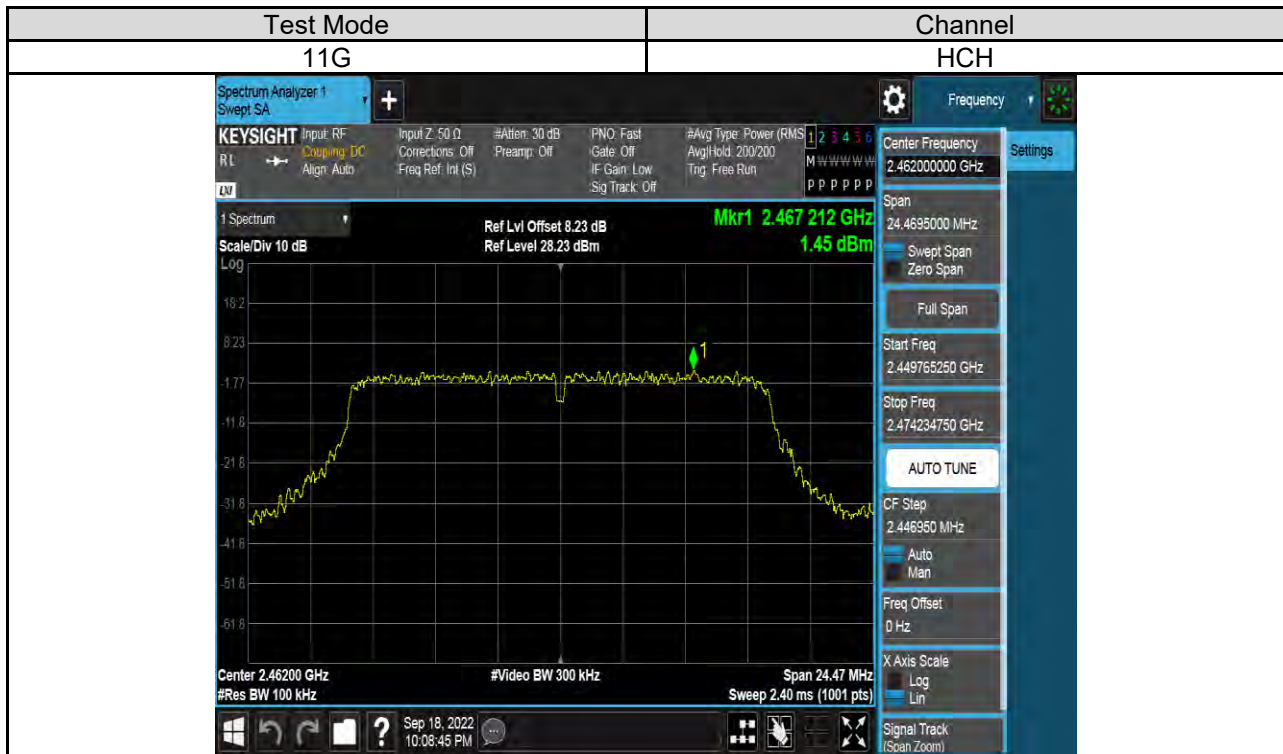 Test Mode Channel
11G HCH
Spectrum Analyzer 1
Swept SA
+
Frequency
KEYSIGHT
RL
LXI
Input: RF
Coupling: DC
Align: Auto
Input Z: 50 Ω
Corrections: Off
Freq Ref: Int (S)
#Atten: 30 dB
Preamp: Off
PNO: Fast
Gate: Off
IF Gain: Low
Sig Track: Off
#Avg Type: Power (RMS
Avg|Hold: 200/200
Trig: Free Run
1 2 3 4 5 6
M W W W W W
P P P P P P
1 Spectrum
Scale/Div 10 dB
Ref Lvl Offset 8.23 dB
Ref Level 28.23 dBm
Mkr1 2.467 212 GHz
1.45 dBm
Log
18.2
8.23
-1.77
-11.8
-21.8
-31.8
-41.8
-51.8
-61.8
1
Center 2.46200 GHz
#Res BW 100 kHz
#Video BW 300 kHz
Span 24.47 MHz
Sweep 2.40 ms (1001 pts)
Center Frequency
2.462000000 GHz
Settings
Span
24.4695000 MHz
Swept Span
Zero Span
Full Span
Start Freq
2.449765250 GHz
Stop Freq
2.474234750 GHz
AUTO TUNE
CF Step
2.446950 MHz
Auto
Man
Freq Offset
0 Hz
X Axis Scale
Log
Lin
Signal Track
(Span Zoom)
?
Sep 18, 2022
10:08:45 PM